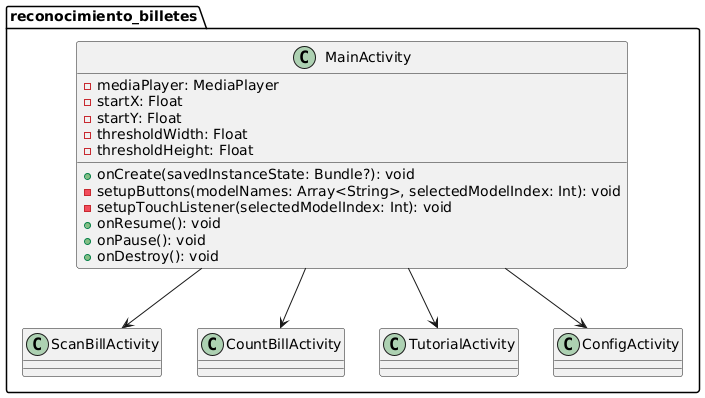 reconocimiento_billetes
C MainActivity
mediaPlayer: MediaPlayer
startX: Float
startY: Float
thresholdWidth: Float
thresholdHeight: Float
onCreate(savedInstanceState: Bundle?): void
setupButtons(modelNames: Array<String>, selectedModelIndex: Int): void
setupTouchListener(selectedModelIndex: Int): void
onResume(): void
onPause(): void
onDestroy(): void
C ScanBillActivity
C CountBillActivity
C TutorialActivity
C ConfigActivity